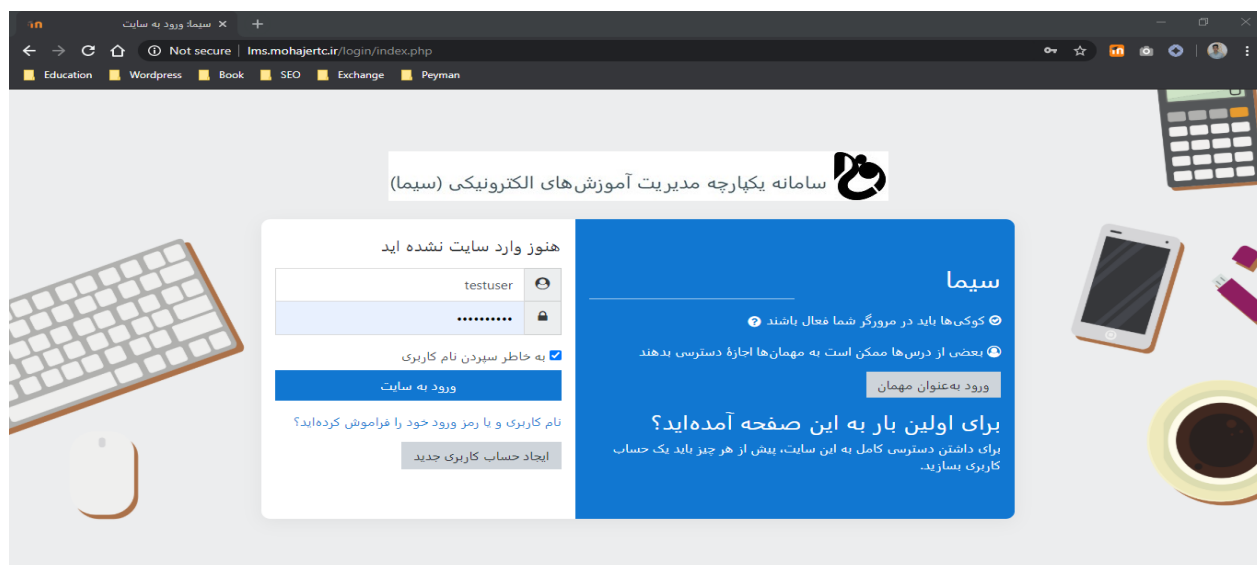 سیما: ورود به سایت
Not secure | lms.mohajertc.ir/login/index.php
Education Wordpress Book SEO Exchange Peyman
سامانه یکپارچه مدیریت آموزش‌های الکترونیکی (سیما)
سیما
کوکی‌ها باید در مرورگر شما فعال باشند
بعضی از درس‌ها ممکن است به مهمان‌ها اجازهٔ دسترسی بدهند
ورود به‌عنوان مهمان
برای اولین بار به این صفحه آمده‌اید؟
برای داشتن دسترسی کامل به این سایت، پیش از هر چیز باید یک حساب
کاربری بسازید.
هنوز وارد سایت نشده اید
testuser
به خاطر سپردن نام کاربری
ورود به سایت
نام کاربری و یا رمز ورود خود را فراموش کرده‌اید؟
ایجاد حساب کاربری جدید